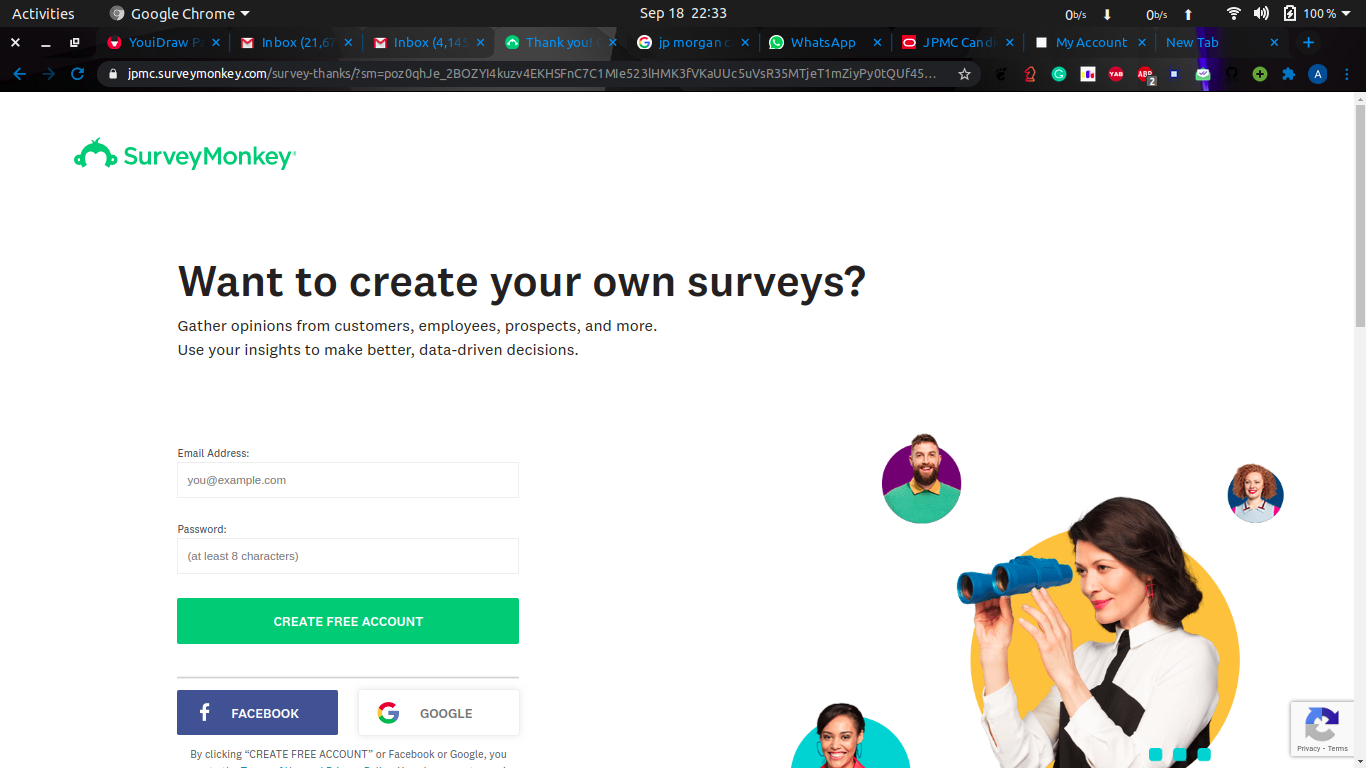 Activities
Google Chrome
Sep 18 22:33
0b/s
0b/s
100 %
YouiDraw
Inbox (21,67
Inbox (4,145
Thank you!
jp morgan c
WhatsApp
JPMC Candi
My Account
New Tab
jpmc.surveymonkey.com/survey-thanks/?sm=
YAB
ABP
2
A
SurveyMonkey
Want to create your own surveys?
Gather opinions from customers, employees, prospects, and more.
Use your insights to make better, data-driven decisions.
Email Address:
you@example.com
Password:
(at least 8 characters)
CREATE FREE ACCOUNT
FACEBOOK
GOOGLE
By clicking “CREATE FREE ACCOUNT” or Facebook or Google, you
Privacy - Terms